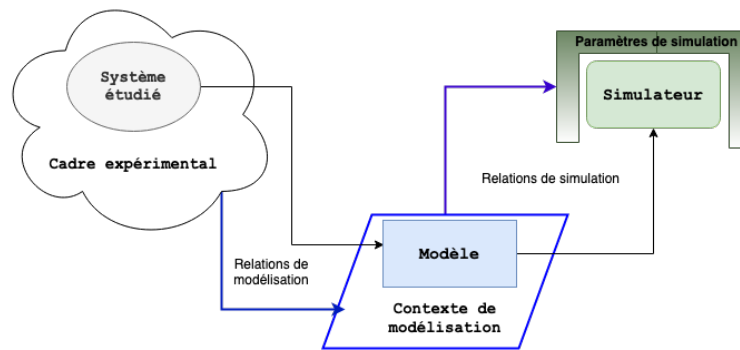 Système
étudié
Cadre expérimental
Paramètres de simulation
Simulateur
Relations de simulation
Relations de
modélisation
Modèle
Contexte de
modélisation